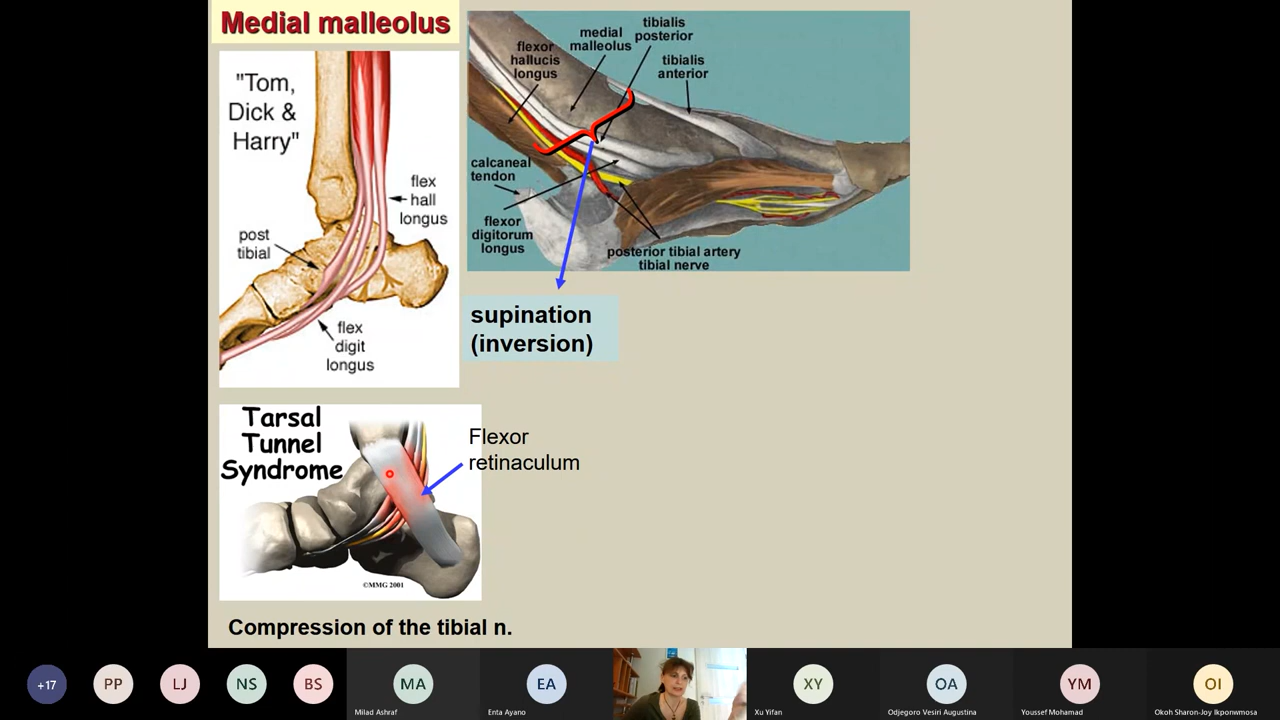 Medial malleolus
"Tom,
Dick &
Harry"
flex
hall
longus
post
tibial
flex
digit
longus
tibialis
posterior
medial
malleolus
flexor
hallucis
longus
tibialis
anterior
calcaneal
tendon
flexor
digitorum
longus
posterior tibial artery
tibial nerve
supination
(inversion)
Tarsal
Tunnel
Syndrome
Flexor
retinaculum
©MMG 2001
Compression of the tibial n.
+17
PP
LJ
NS
BS
MA
Milad Ashraf
EA
Enta Ayano
XY
Xu Yifan
OA
Odjegoro Vesiri Augustina
YM
Youssef Mohamad
OI
Okoh Sharon-Joy Ikponwmosa